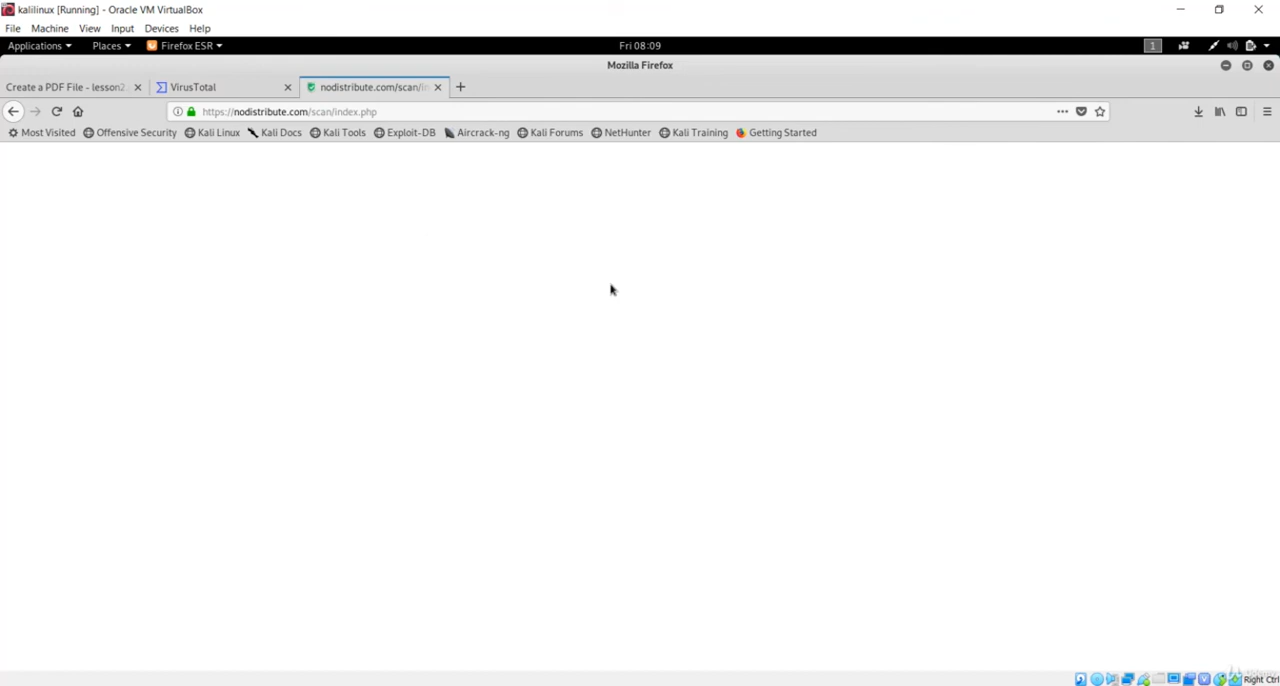 kalilinux [Running] - Oracle VM VirtualBox
File Machine View Input Devices Help
Applications Places Firefox ESR Fri 08:09 1
Mozilla Firefox
Create a PDF File - lesson2 VirusTotal nodistribute.com/scan/in
https://nodistribute.com/scan/index.php
Most Visited Offensive Security Kali Linux Kali Docs Kali Tools Exploit-DB Aircrack-ng Kali Forums NetHunter Kali Training Getting Started
Right Ctrl